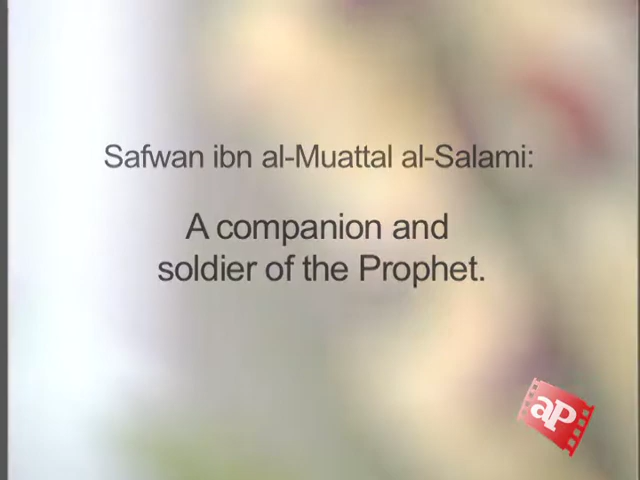 Safwan ibn al-Muattal al-Salami:
A companion and
soldier of the Prophet.
aP